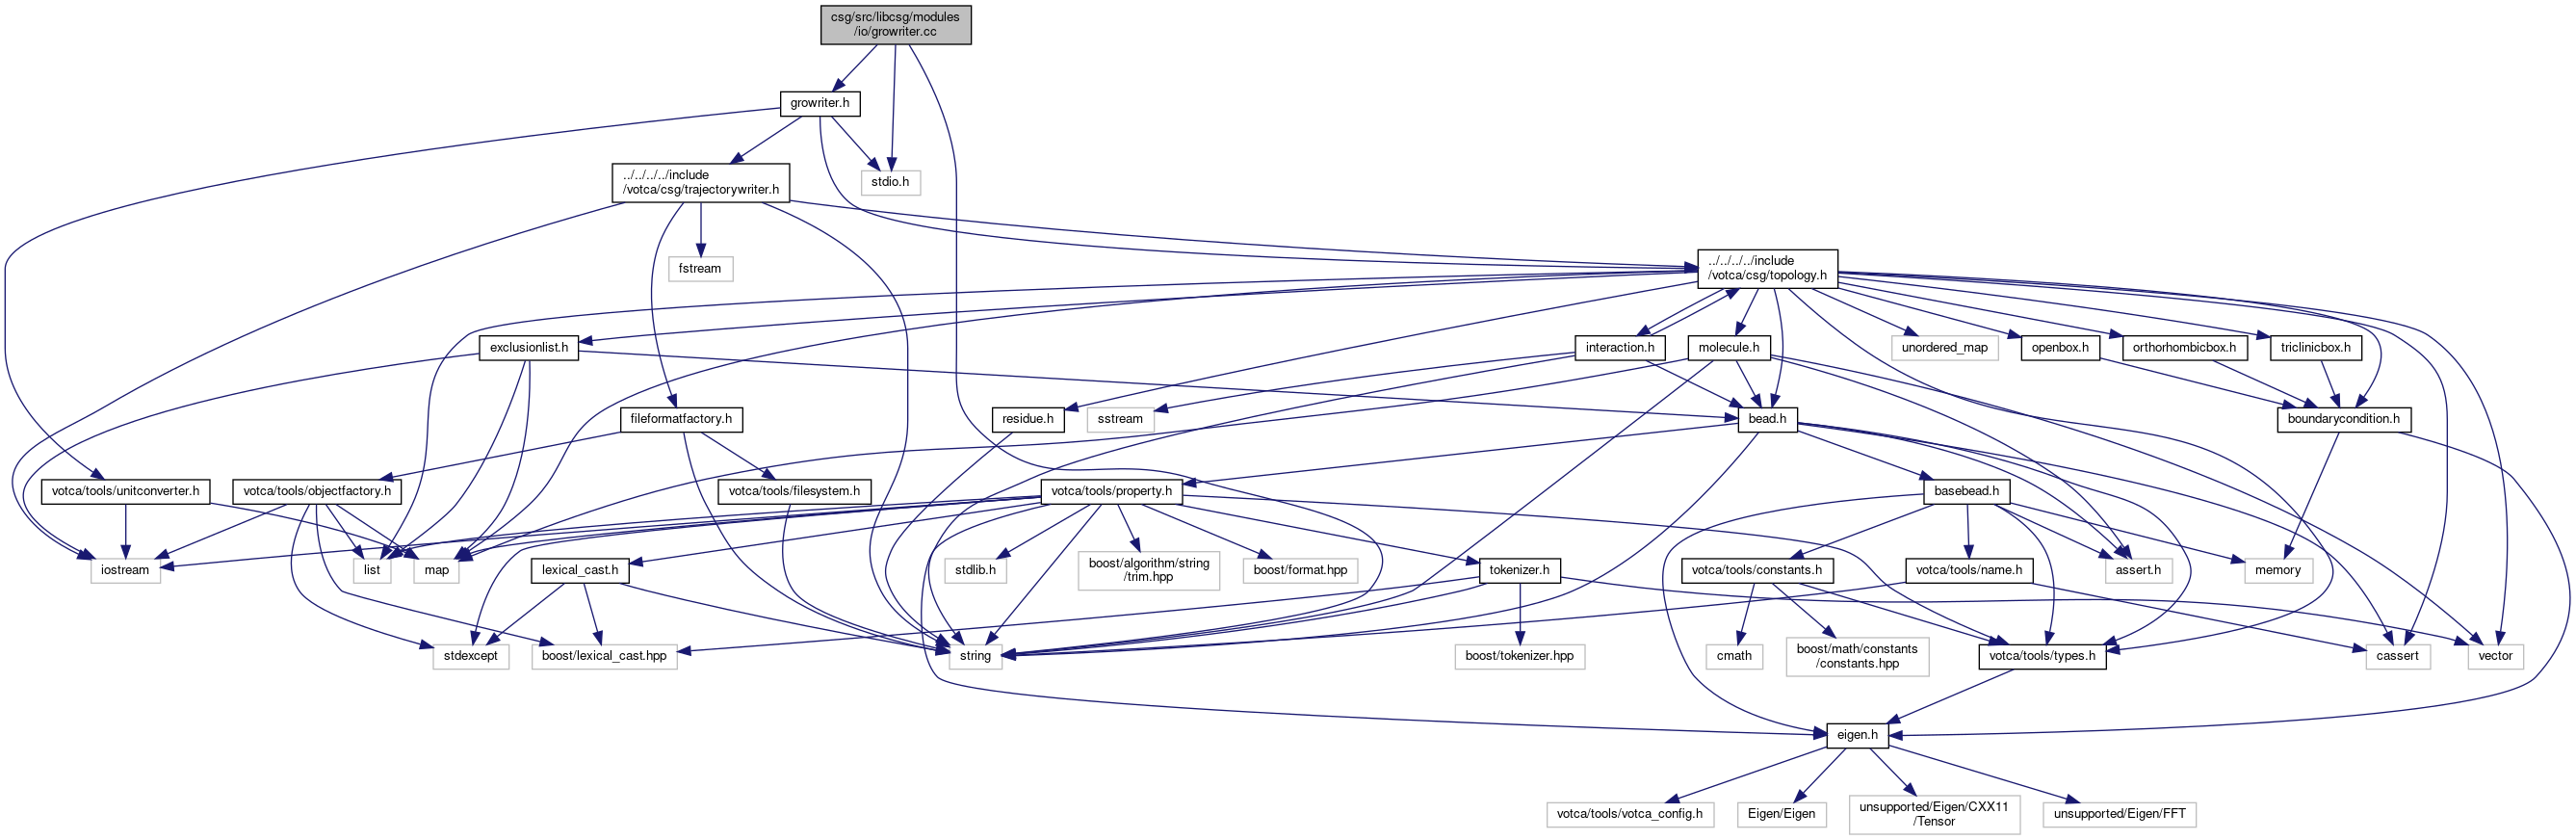 csg/src/libcsg/modules
/io/growriter.cc
growriter.h
../../../../include
/votca/csg/trajectorywriter.h
stdio.h
fstream
../../../../include
/votca/csg/topology.h
exclusionlist.h
interaction.h
molecule.h
unordered_map
openbox.h
orthorhombicbox.h
triclinicbox.h
fileformatfactory.h
residue.h
sstream
bead.h
boundarycondition.h
votca/tools/unitconverter.h
votca/tools/objectfactory.h
votca/tools/filesystem.h
votca/tools/property.h
basebead.h
iostream
list
map
lexical_cast.h
stdlib.h
boost/algorithm/string
/trim.hpp
boost/format.hpp
tokenizer.h
votca/tools/constants.h
votca/tools/name.h
assert.h
memory
stdexcept
boost/lexical_cast.hpp
string
boost/tokenizer.hpp
cmath
boost/math/constants
/constants.hpp
votca/tools/types.h
cassert
vector
eigen.h
votca/tools/votca_config.h
Eigen/Eigen
unsupported/Eigen/CXX11
/Tensor
unsupported/Eigen/FFT